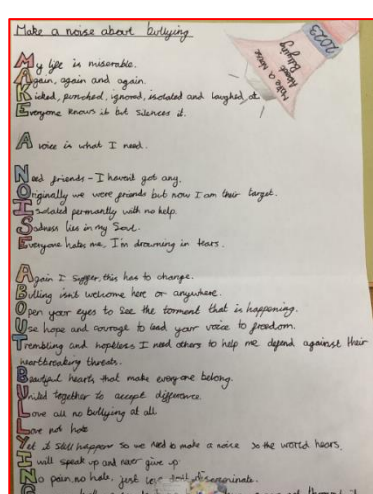 Make a noise about bullying
2023
Make a Noise
About
Bullying
My life is miserable.
Again, again and again.
Kicked, punched, ignored, isolated and laughed at
Everyone knows it but silences it.
A voice is what I need.
Need friends - I havent got any.
Originally we were friends but now I am their target.
Isolated permantly with no help.
Sadness lies in my Soul.
Everyone hates me, I'm drowning in tears.
Again I suffer, this has to change.
Bulling isn't welcome here or anywhere.
Open your eyes to see the torment that is happening.
Use hope and courage to lead your voice to freedom.
Trembling and hopeless I need others to help me defend against their
heartbreaking threats.
Beautiful hearts that make everyone belong.
United together to accept difference.
Love all no bullying at all.
Love not hate
Yet it still happens so we need to make a noise so the world hears.
I will speak up and never give up.
No pain, no hate, just love